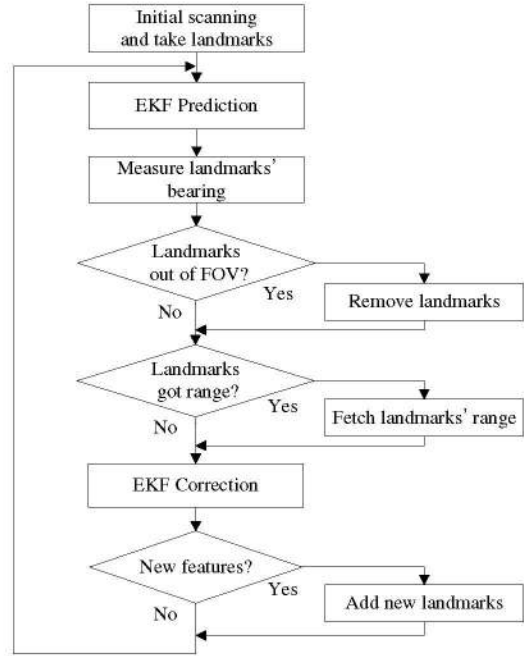 Initial scanning
and take landmarks
EKF Prediction
Measure landmarks'
bearing
Landmarks
out of FOV?
Yes
No
Remove landmarks
Landmarks
got range?
Yes
No
Fetch landmarks' range
EKF Correction
New features?
Yes
No
Add new landmarks